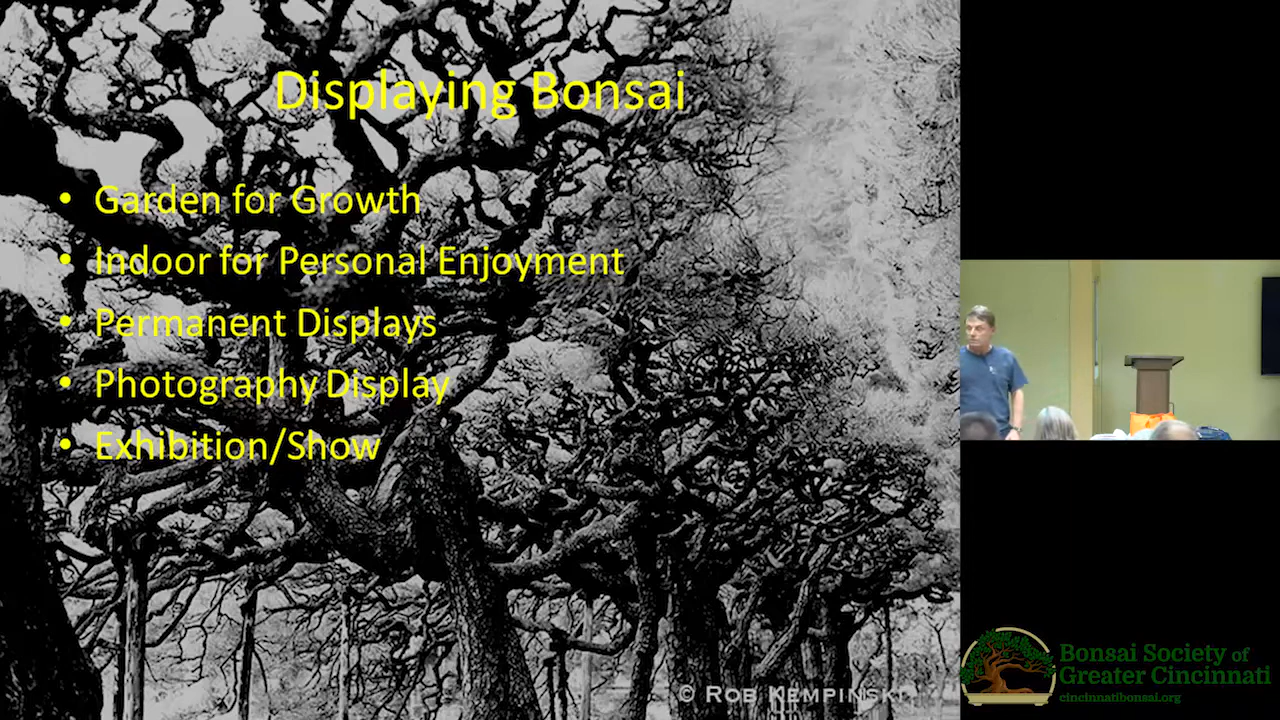 Displaying Bonsai
• Garden for Growth
• Indoor for Personal Enjoyment
• Permanent Displays
• Photography Display
• Exhibition/Show
© ROB KEMPINSKI
Bonsai Society of
Greater Cincinnati
cincinnatibonsai.org